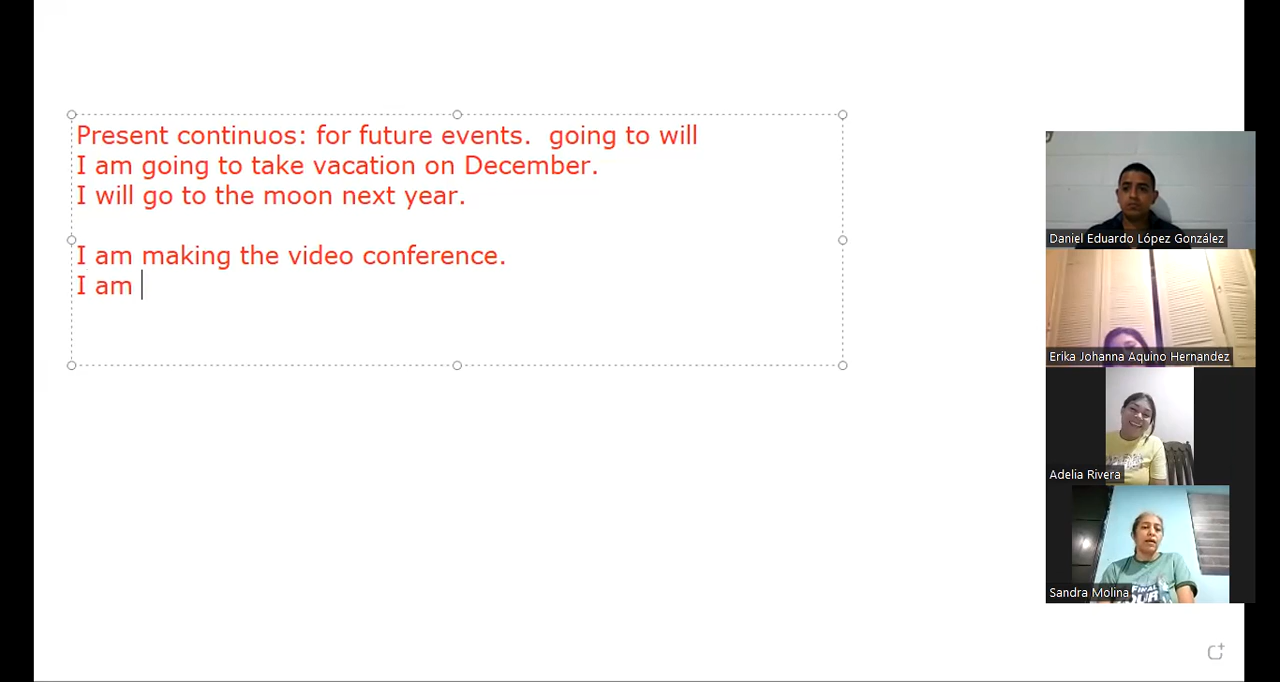 Present continuos: for future events.  going to will
I am going to take vacation on December.
I will go to the moon next year.
I am making the video conference.
I am
Daniel Eduardo López González
Erika Johanna Aquino Hernandez
Adelia Rivera
FINAL
OUR
Sandra Molina